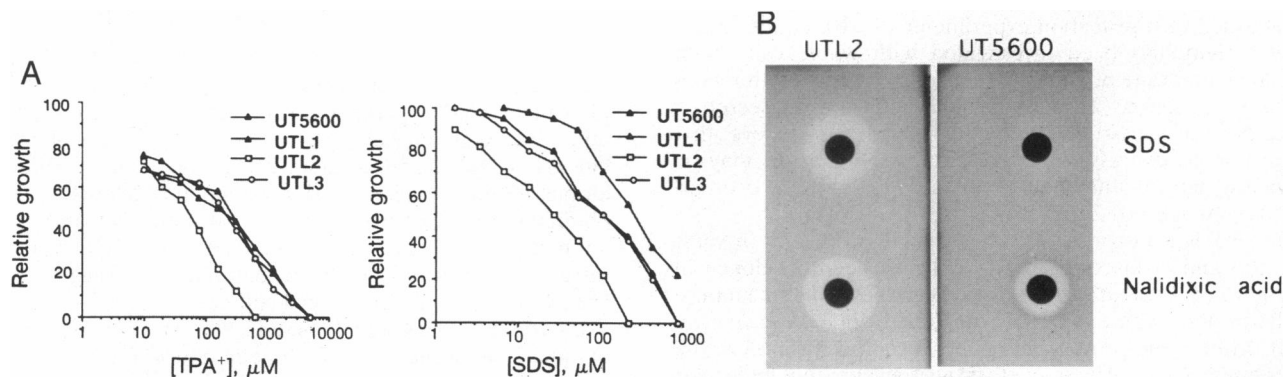 A
Relative growth
100
80
60
40
20
0
1
10
100
1000
10000
[TPA⁺], μM
UT5600
UTL1
UTL2
UTL3
Relative growth
100
80
60
40
20
0
1
10
100
1000
[SDS], μM
UT5600
UTL1
UTL2
UTL3
B
UTL2
UT5600
SDS
Nalidixic acid